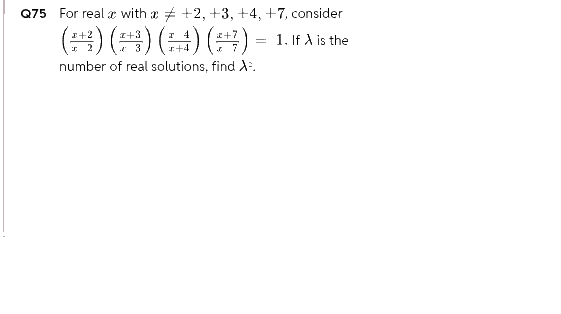 Q75 For real x with x ≠ +2, +3, +4, +7, consider
(x+2 / x 2) (x+3 / x 3) (x 4 / x+4) (x+7 / x 7) = 1. If λ is the
number of real solutions, find λ².